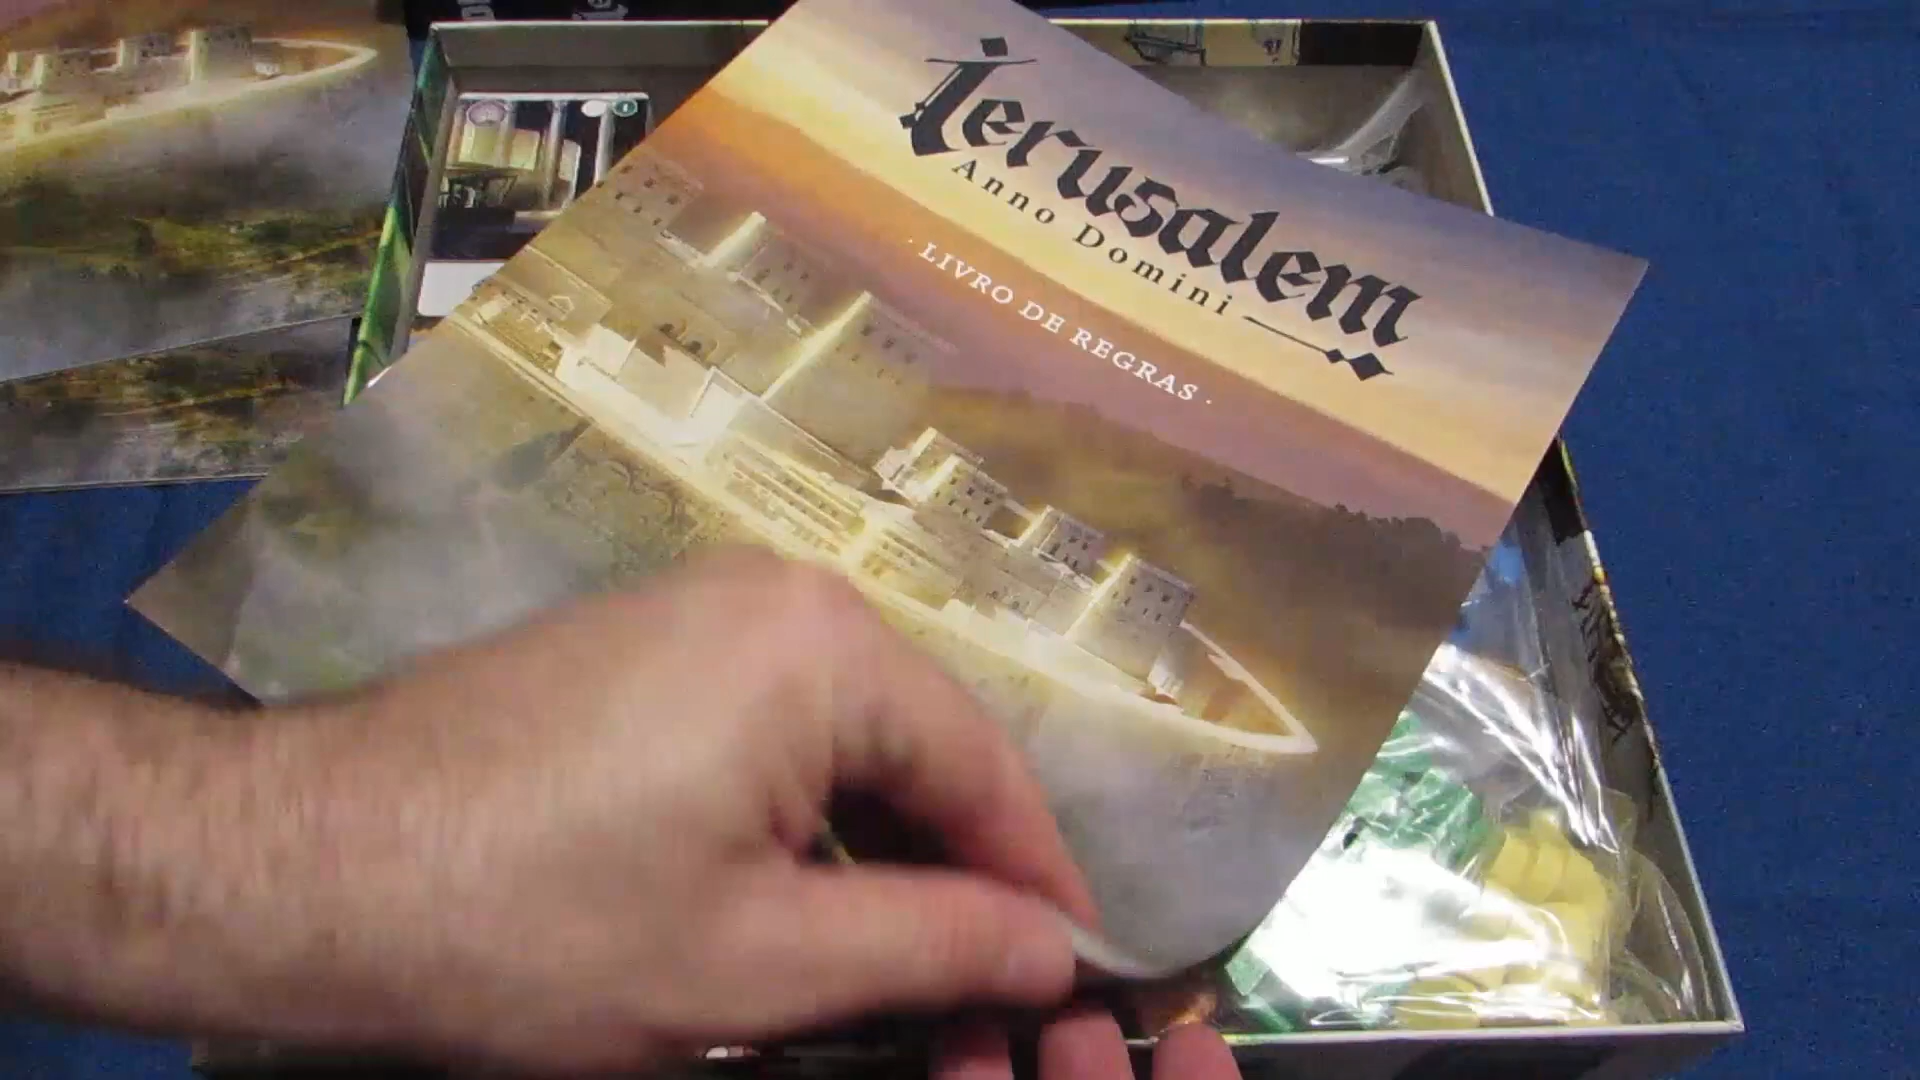 Ierusalem
Anno Domini
· LIVRO DE REGRAS ·